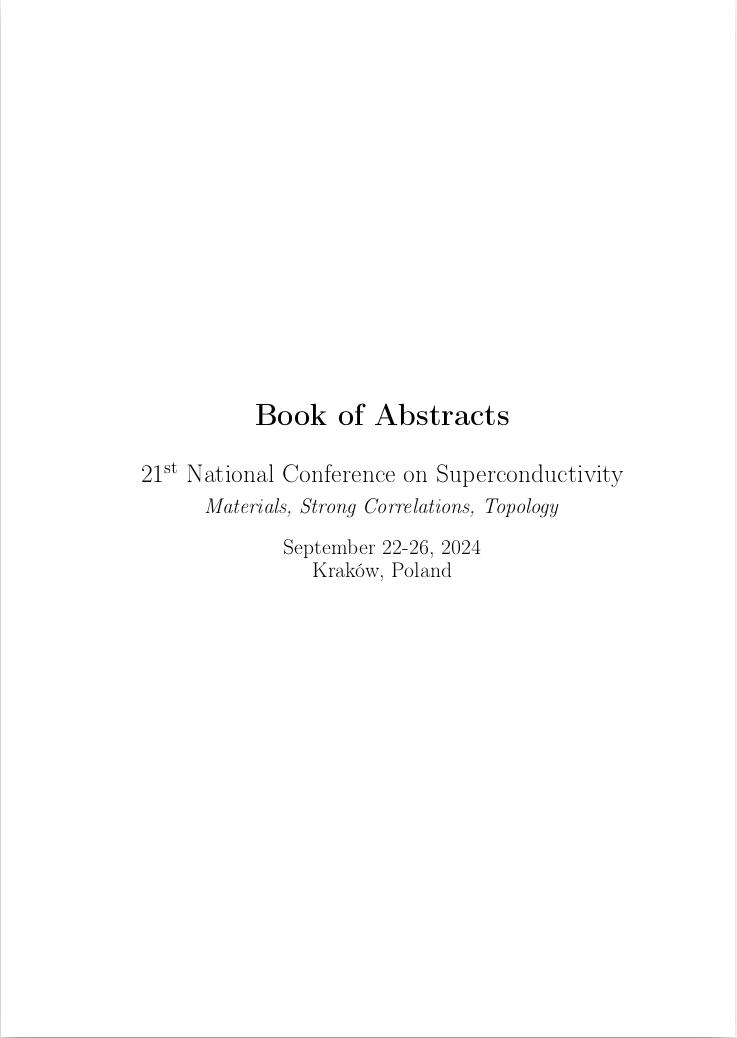 Book of Abstracts
21st National Conference on Superconductivity
Materials, Strong Correlations, Topology
September 22-26, 2024
Kraków, Poland